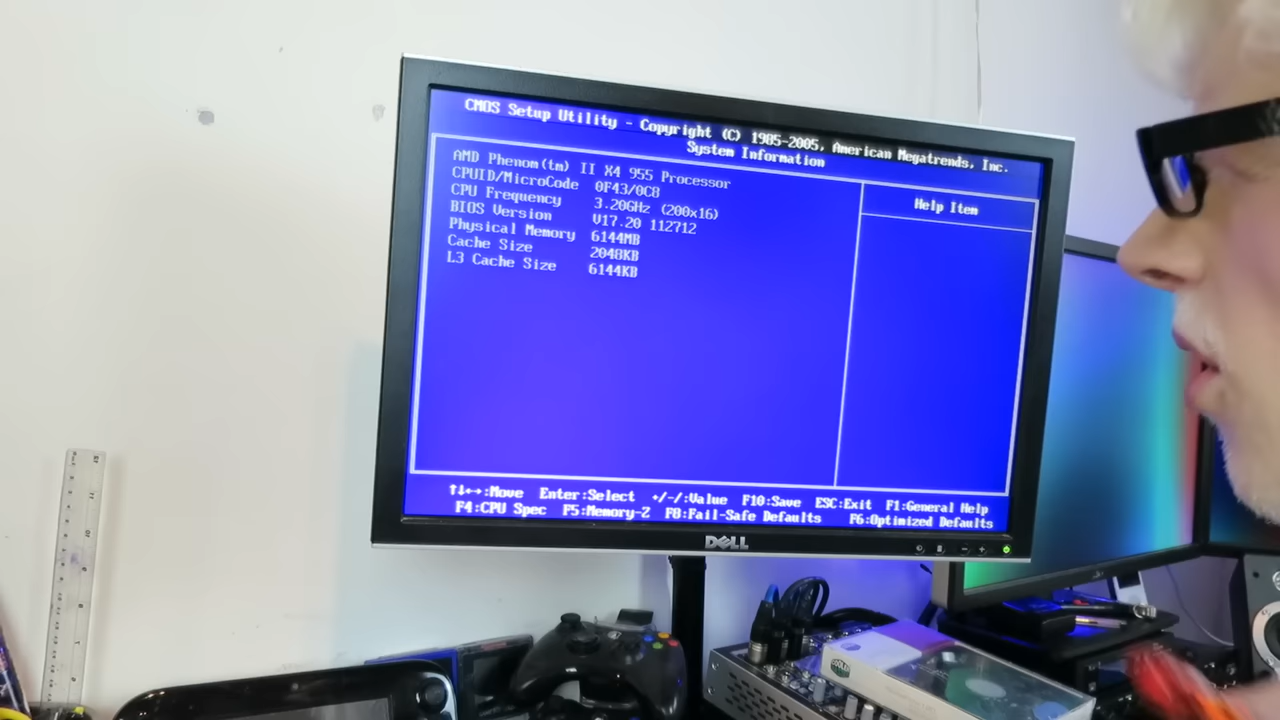 CMOS Setup Utility - Copyright (C) 1985-2005, American Megatrends, Inc.
System Information
AMD Phenom(tm) II X4 955 Processor
CPUID/MicroCode 0F43/0C8
CPU Frequency 3.20GHz (200x16)
BIOS Version V17.20 112712
Physical Memory 6144MB
Cache Size 2048KB
L3 Cache Size 6144KB
Help Item
↑↓←→:Move Enter:Select +/-/:Value F10:Save ESC:Exit F1:General Help
F4:CPU Spec F5:Memory-Z F8:Fail-Safe Defaults F6:Optimized Defaults
DELL